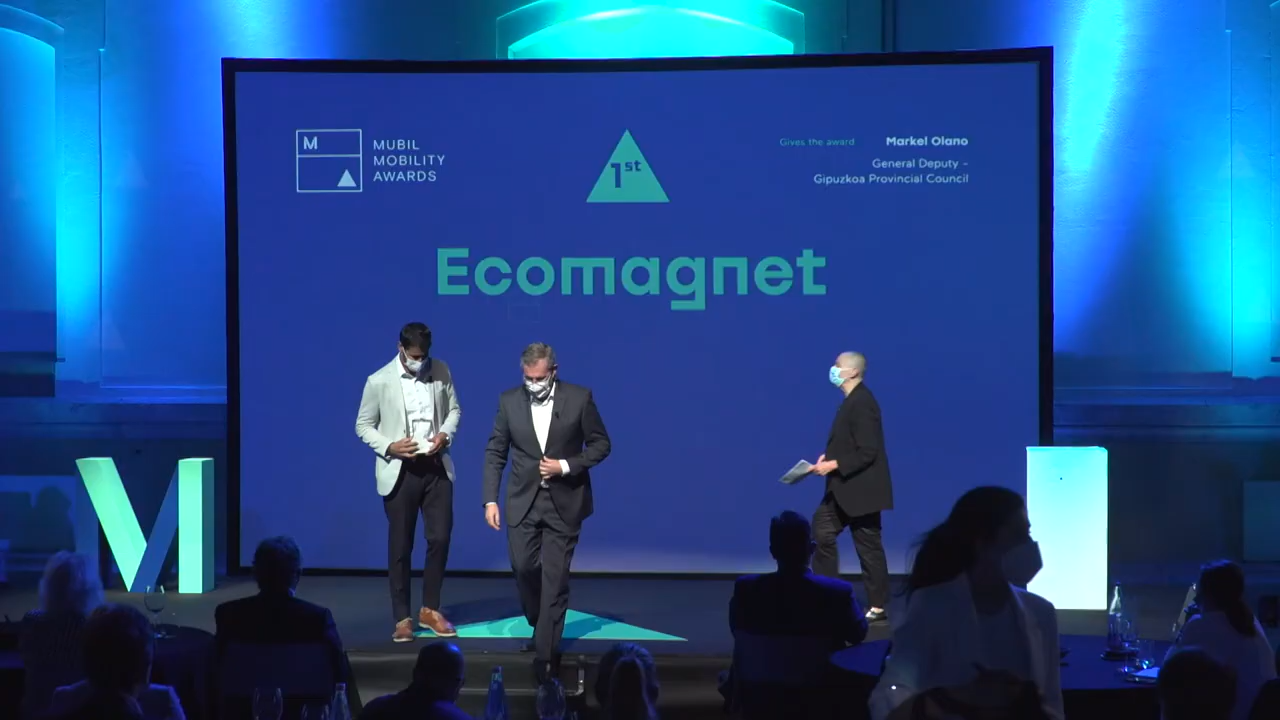 M
MUBIL
MOBILITY
AWARDS
1st
Gives the award Markel Olano
General Deputy –
Gipuzkoa Provincial Council
Ecomagnet
M